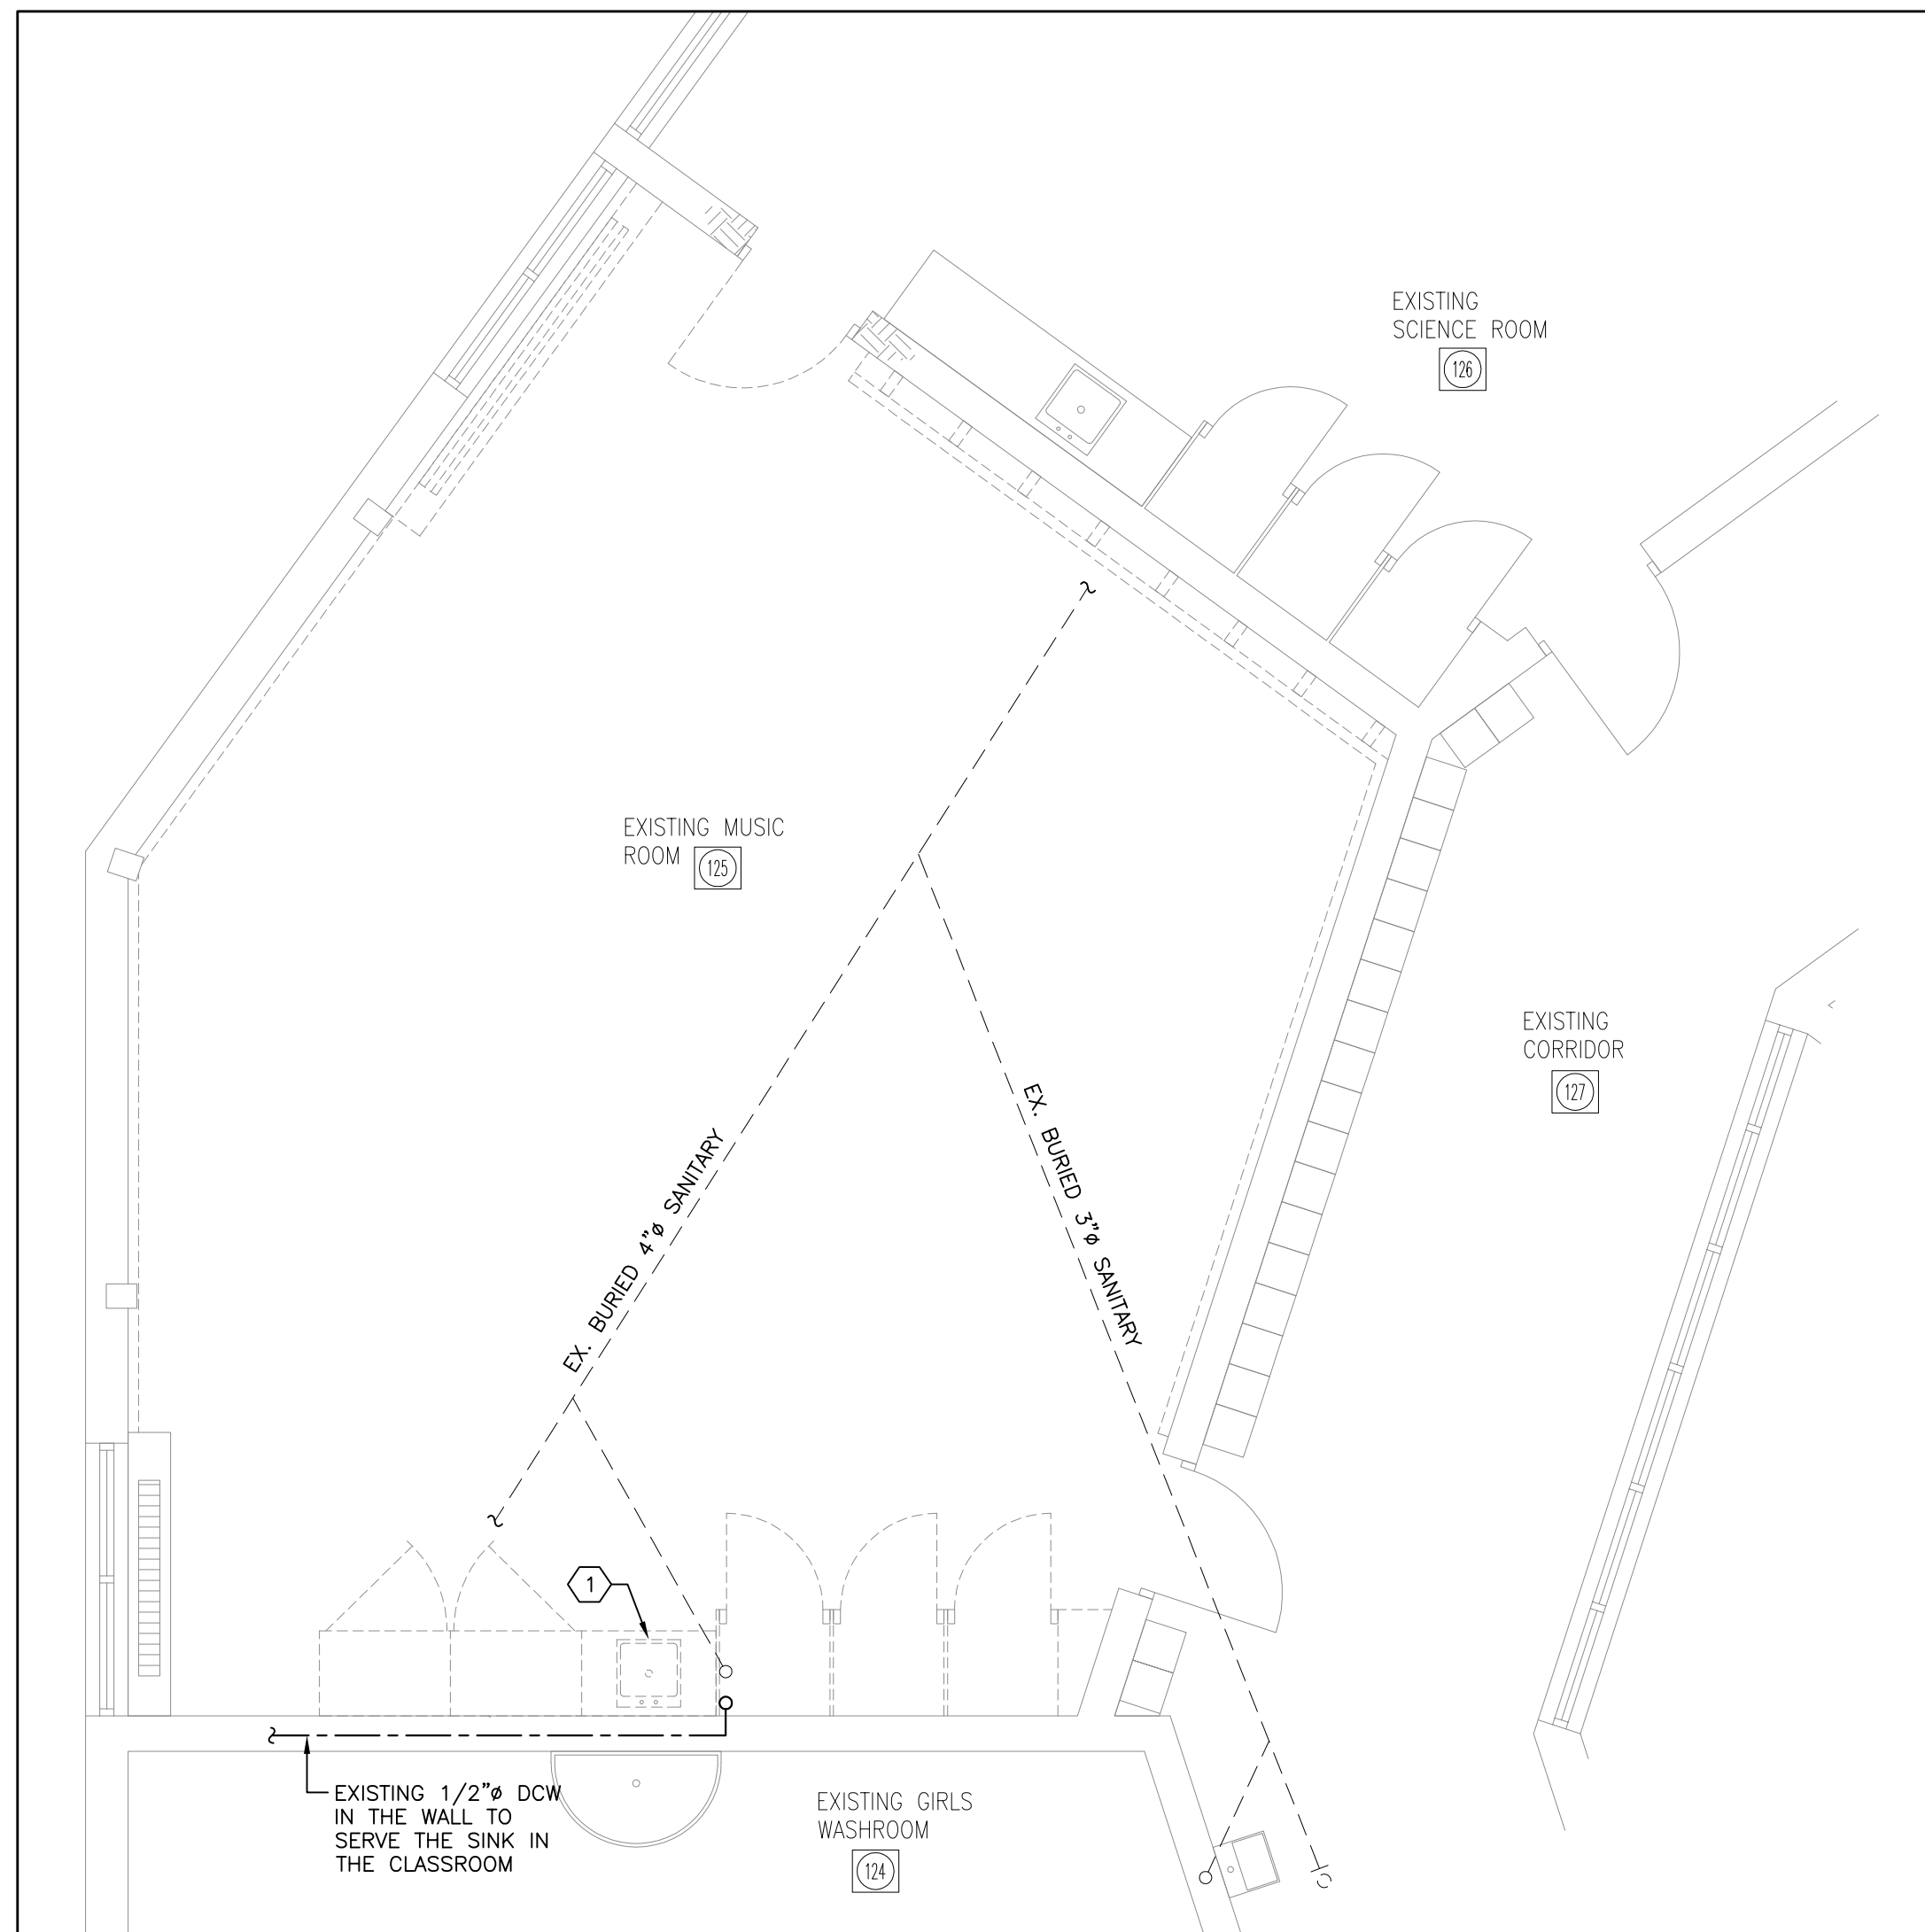 EXISTING
SCIENCE ROOM
126
EXISTING MUSIC
ROOM 125
EXISTING
CORRIDOR
127
EX. BURIED 4"ø SANITARY
EX. BURIED 3"ø SANITARY
1
EXISTING 1/2"ø DCW
IN THE WALL TO
SERVE THE SINK IN
THE CLASSROOM
EXISTING GIRLS
WASHROOM
124